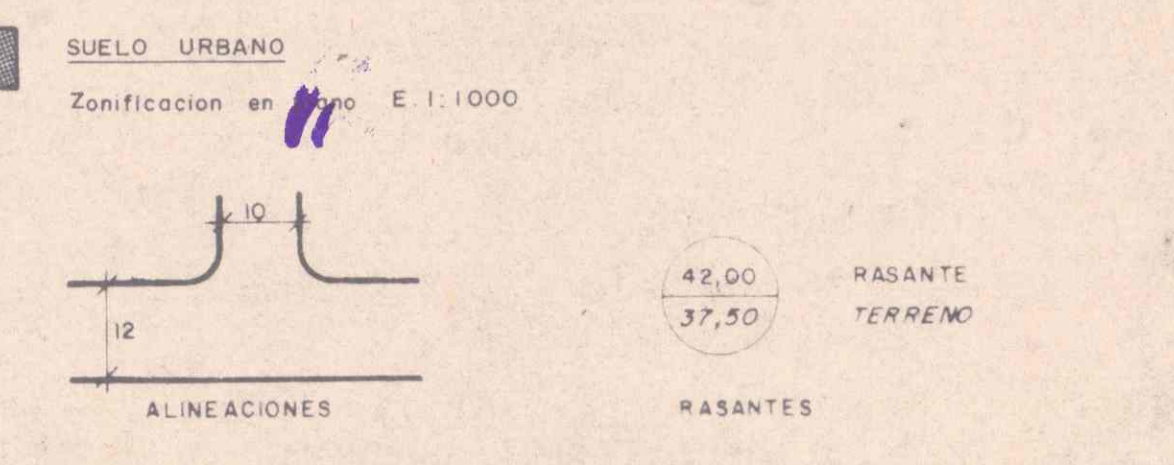 SUELO URBANO
Zonificacion en E. 1:1000
10
12
ALINEACIONES
42,00 RASANTE
37,50 TERRENO
RASANTES